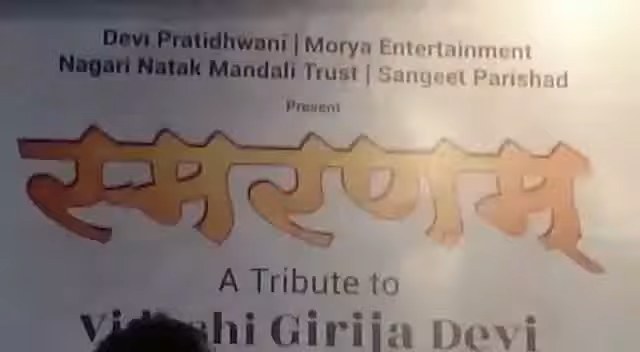 Devi Pratidhwani | Morya Entertainment
Nagari Natak Mandali Trust | Sangeet Parishad
Present
स्मरणम्
A Tribute to
Girija Devi